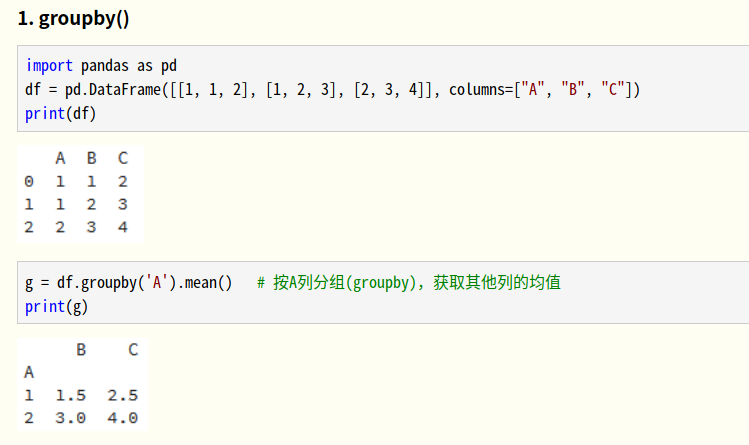 1. groupby()
import pandas as pd
df = pd.DataFrame([[1, 1, 2], [1, 2, 3], [2, 3, 4]], columns=["A", "B", "C"])
print(df)
A B C
0 1 1 2
1 1 2 3
2 2 3 4
g = df.groupby('A').mean() # 按A列分组(groupby), 获取其他列的均值
print(g)
B C
A
1 1.5 2.5
2 3.0 4.0